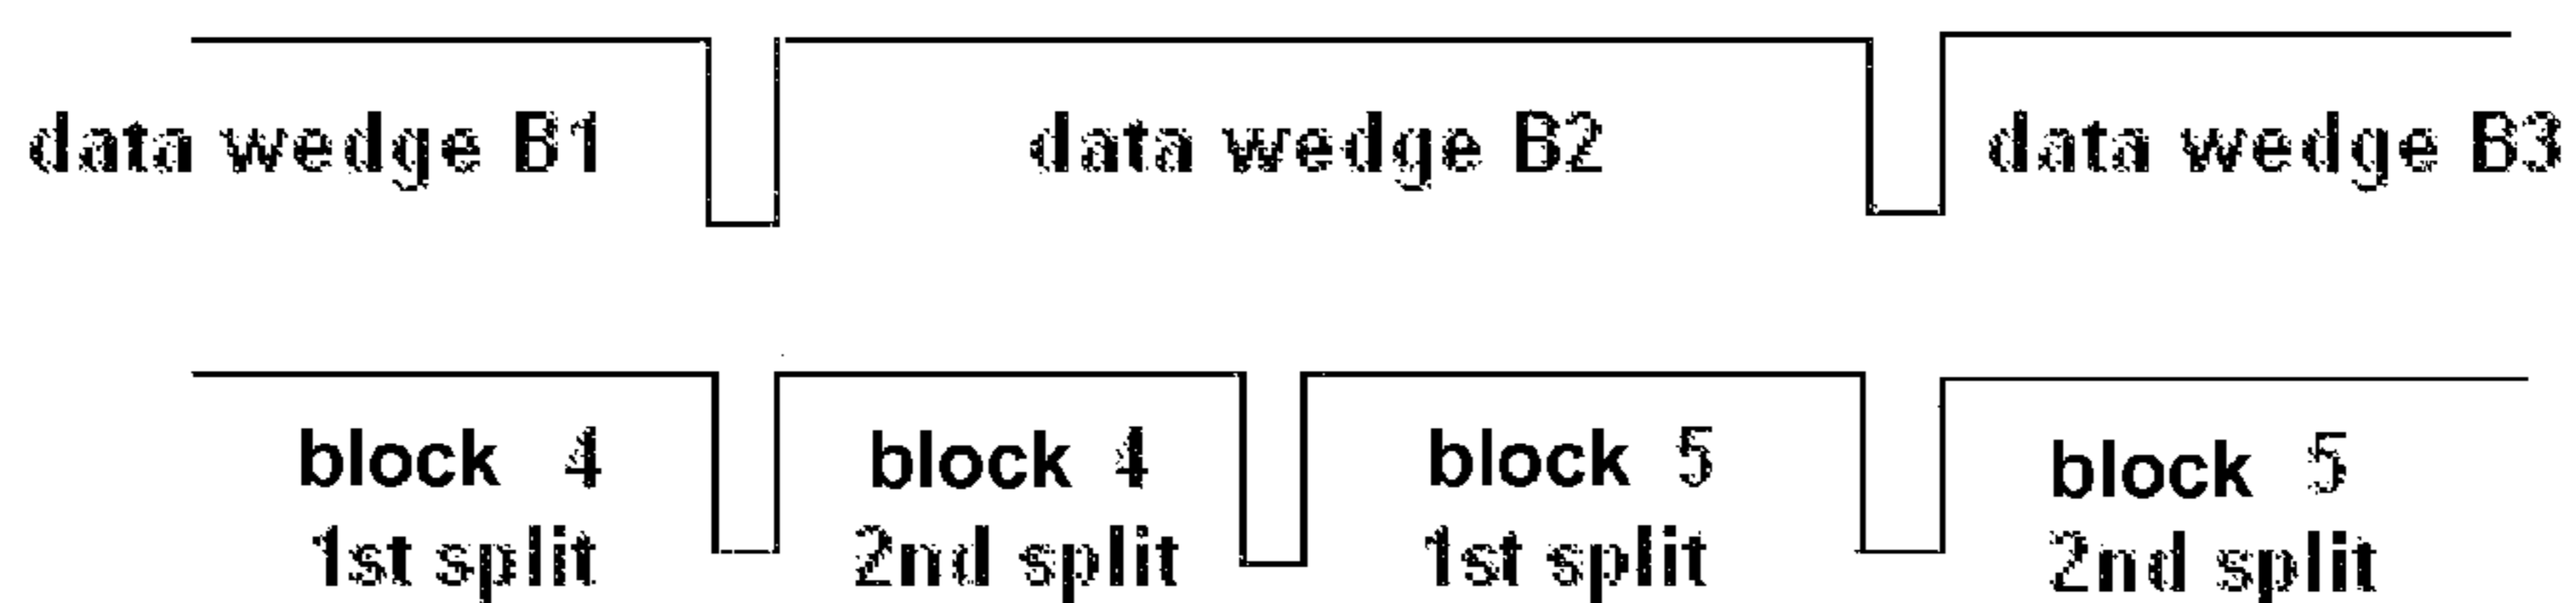 data wedge B1 data wedge B2 data wedge B3
block 4 block 4 block 5 block 5
1st split 2nd split 1st split 2nd split